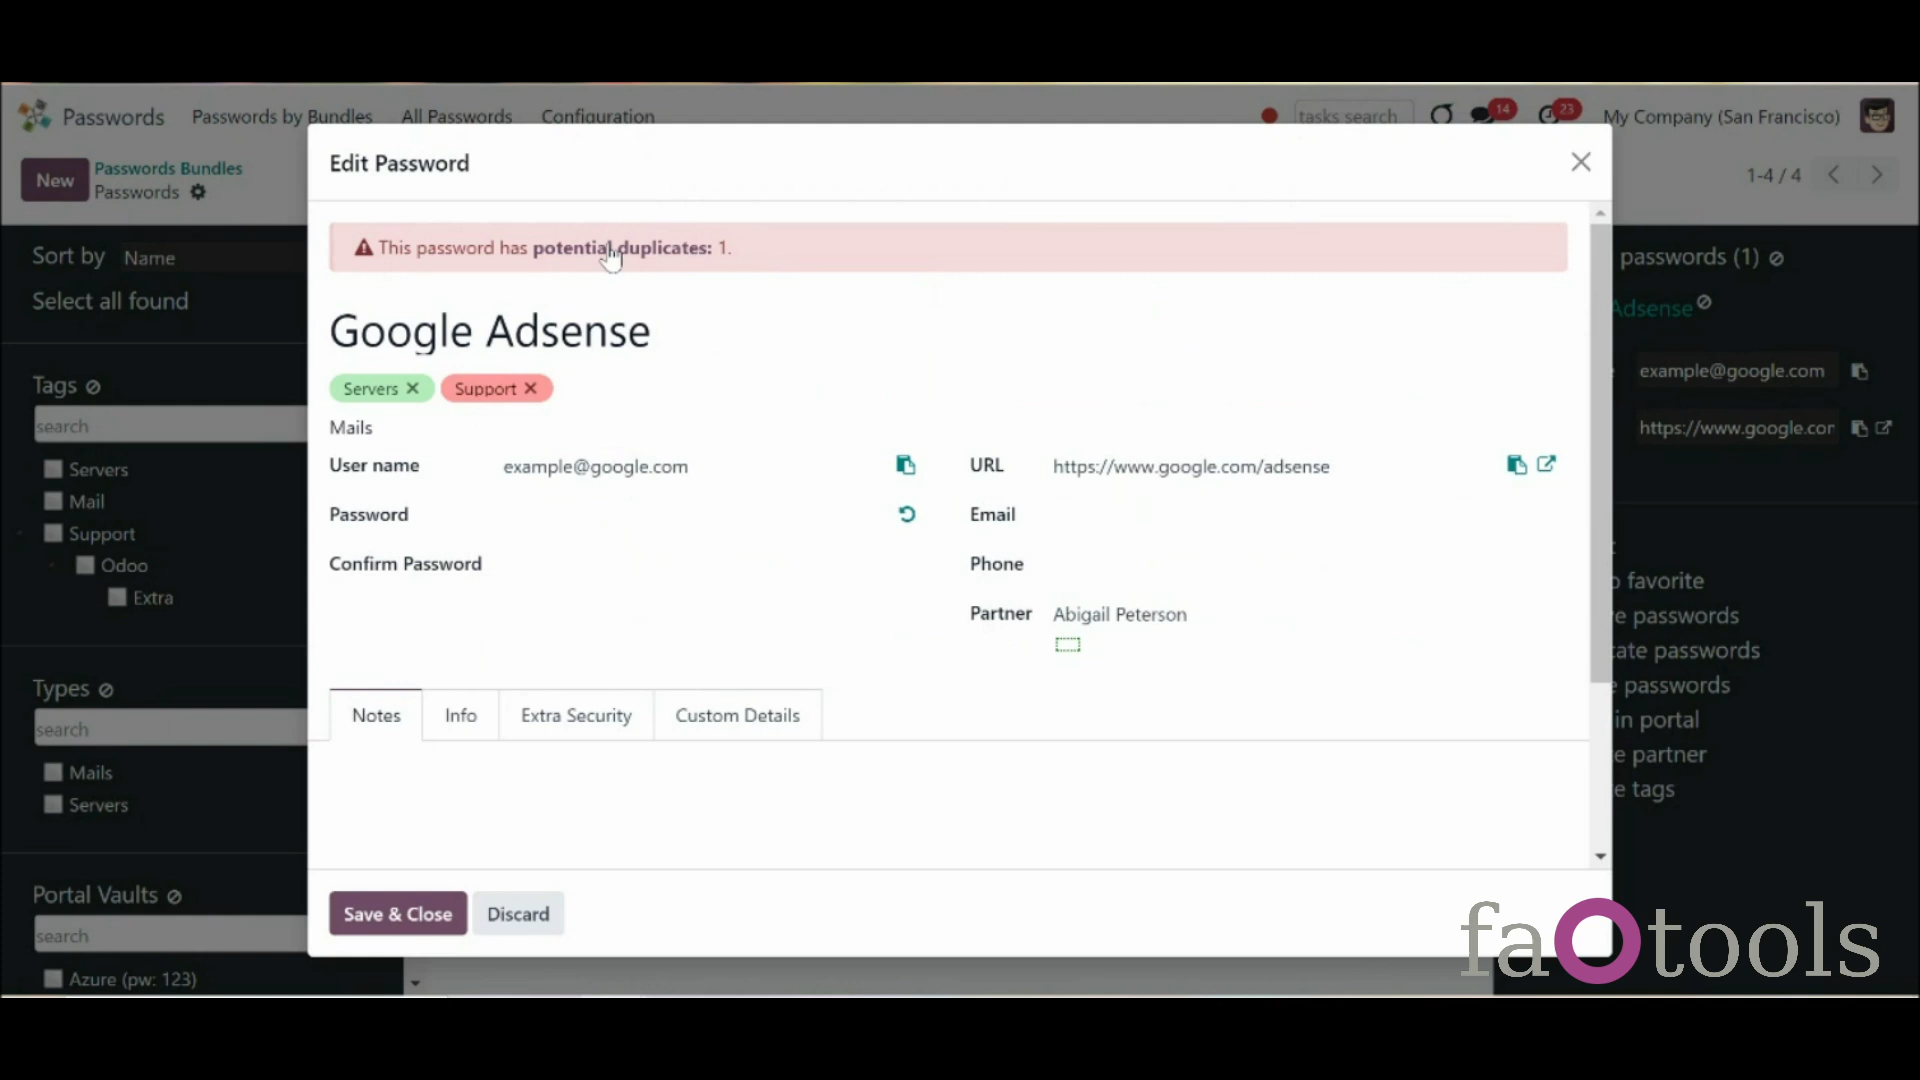 Passwords Passwords by Bundles All Passwords Configuration tasks search 14 23 My Company (San Francisco)
New Passwords Bundles
Passwords
1-4 / 4
Edit Password
This password has potential duplicates: 1.
Google Adsense
Servers Support
Mails
User name example@google.com
Password
Confirm Password
URL https://www.google.com/adsense
Email
Phone
Partner Abigail Peterson
Notes Info Extra Security Custom Details
Save & Close Discard
Sort by Name
Select all found
Tags
search
Servers
Mail
Support
Odoo
Extra
Types
search
Mails
Servers
Portal Vaults
search
Azure (pw: 123)
passwords (1)
Adsense
example@google.com
https://www.google.cor
favorite
passwords
passwords
passwords
in portal
partner
tags
faOtools